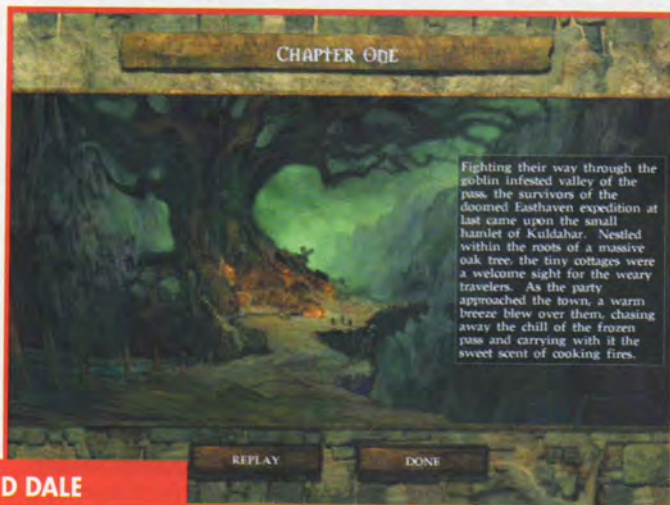 CHAPTER ONE
Fighting their way through the
goblin infested valley of the
pass, the survivors of the
doomed Easthaven expedition at
last came upon the small
hamlet of Kuldahar. Nestled
within the roots of a massive
oak tree, the tiny cottages were
a welcome sight for the weary
travelers. As the party
approached the town, a warm
breeze blew over them, chasing
away the chill of the frozen
pass and carrying with it the
sweet scent of cooking fires.
REPLAY DONE
D DALE